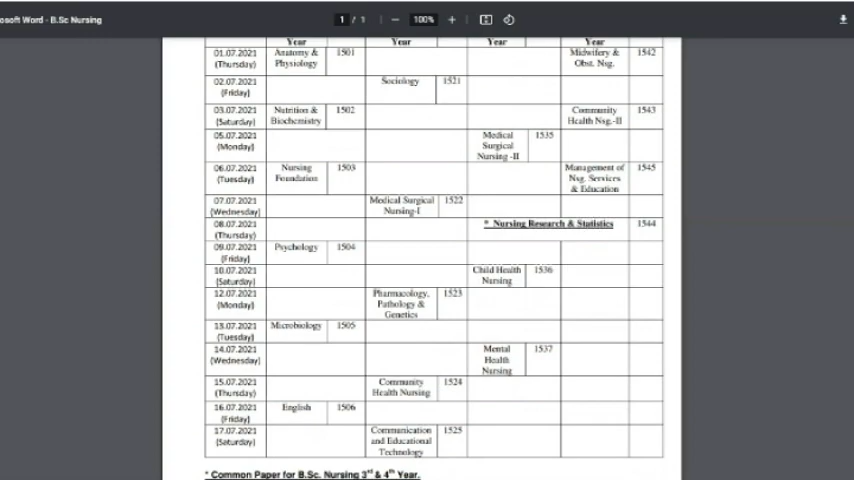 osoft Word - B.Sc Nursing
1 / 1 | − 100% +
Year Year Year Year
01.07.2021 Anatomy & 1501 Midwifery & 1542
(Thursday) Physiology Obst. Nsg.
02.07.2021 Sociology 1521
(Friday)
03.07.2021 Nutrition & 1502 Community 1543
(Saturday) Biochemistry Health Nsg.-II
05.07.2021 Medical 1535
(Monday) Surgical
Nursing -II
06.07.2021 Nursing 1503 Management of 1545
(Tuesday) Foundation Nsg. Services
& Education
07.07.2021 Medical Surgical 1522
(Wednesday) Nursing-I
08.07.2021 * Nursing Research & Statistics 1544
(Thursday)
09.07.2021 Psychology 1504
(Friday)
10.07.2021 Child Health 1536
(Saturday) Nursing
12.07.2021 Pharmacology, 1523
(Monday) Pathology &
Genetics
13.07.2021 Microbiology 1505
(Tuesday)
14.07.2021 Mental 1537
(Wednesday) Health
Nursing
15.07.2021 Community 1524
(Thursday) Health Nursing
16.07.2021 English 1506
(Friday)
17.07.2021 Communication 1525
(Saturday) and Educational
Technology
* Common Paper for B.Sc. Nursing 3rd & 4th Year.